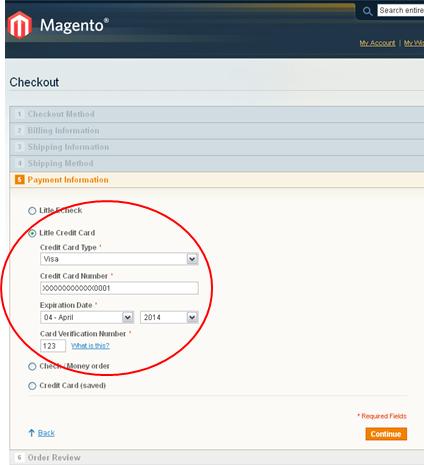 Search entire
Magento®
My Account | My Wis
Checkout
1 Checkout Method
2 Billing Information
3 Shipping Information
4 Shipping Method
5 Payment Information
Litle Echeck
Litle Credit Card
Credit Card Type *
Visa
Credit Card Number *
XXXXXXXXXXXX0001
Expiration Date *
04 - April 2014
Card Verification Number *
123 What is this?
Check / Money order
Credit Card (saved)
* Required Fields
↑ Back
Continue
6 Order Review